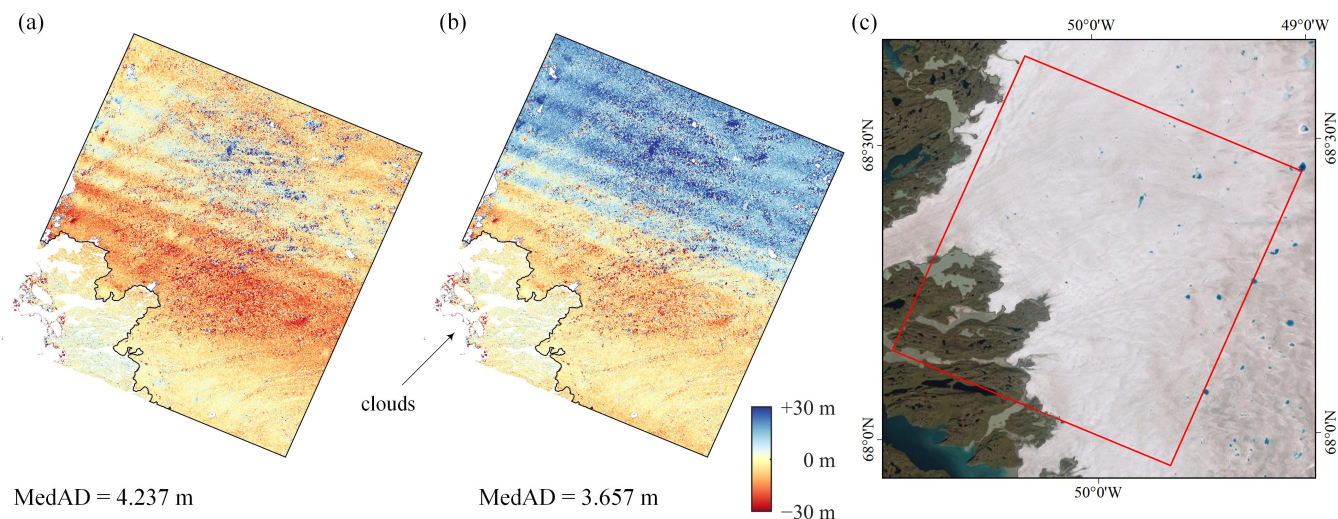 (a)
(b)
(c)
50°0'W
49°0'W
68°30'N
68°30'N
clouds
+30 m
0 m
−30 m
68°0'N
68°0'N
MedAD = 4.237 m
MedAD = 3.657 m
50°0'W